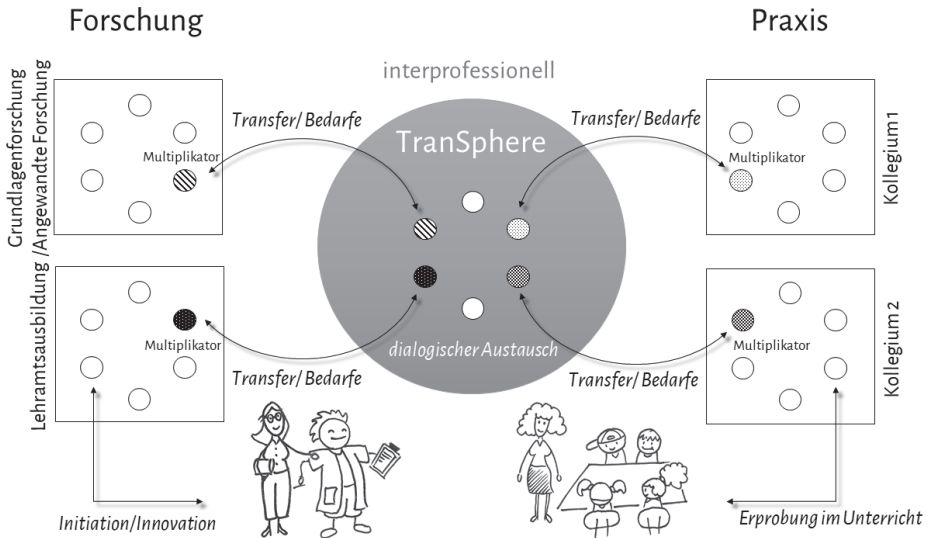 Forschung
Praxis
interprofessionell
Grundlagenforschung
/Angewandte Forschung
Transfer/Bedarfe
TranSphere
Transfer/Bedarfe
Multiplikator
Multiplikator
Kollegium 1
Lehramtsausbildung
Multiplikator
dialogischer Austausch
Multiplikator
Kollegium 2
Transfer/Bedarfe
Transfer/Bedarfe
Initiation/Innovation
Erprobung im Unterricht